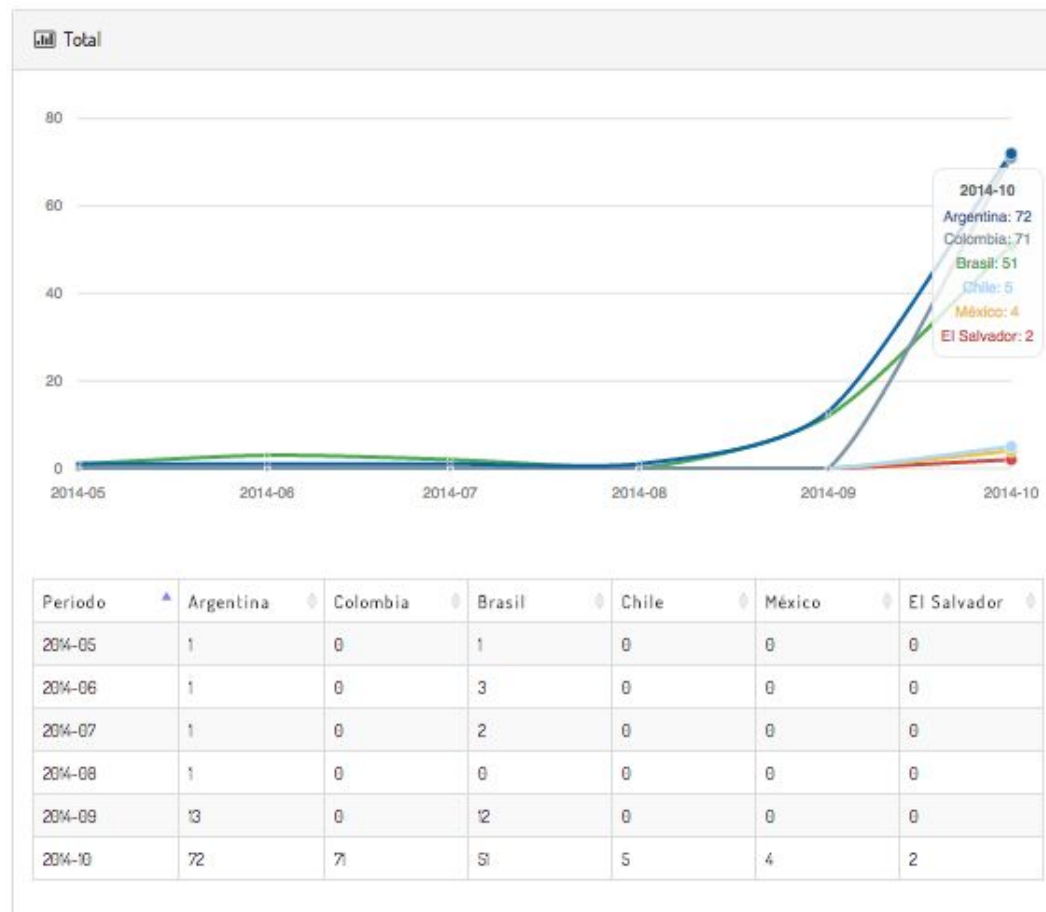 Total
80
60
40
20
0
2014-05 2014-06 2014-07 2014-08 2014-09 2014-10
2014-10
Argentina: 72
Colombia: 71
Brasil: 51
Chile: 5
México: 4
El Salvador: 2
Periodo Argentina Colombia Brasil Chile México El Salvador
2014-05 1 0 1 0 0 0
2014-06 1 0 3 0 0 0
2014-07 1 0 2 0 0 0
2014-08 1 0 0 0 0 0
2014-09 13 0 12 0 0 0
2014-10 72 71 51 5 4 2